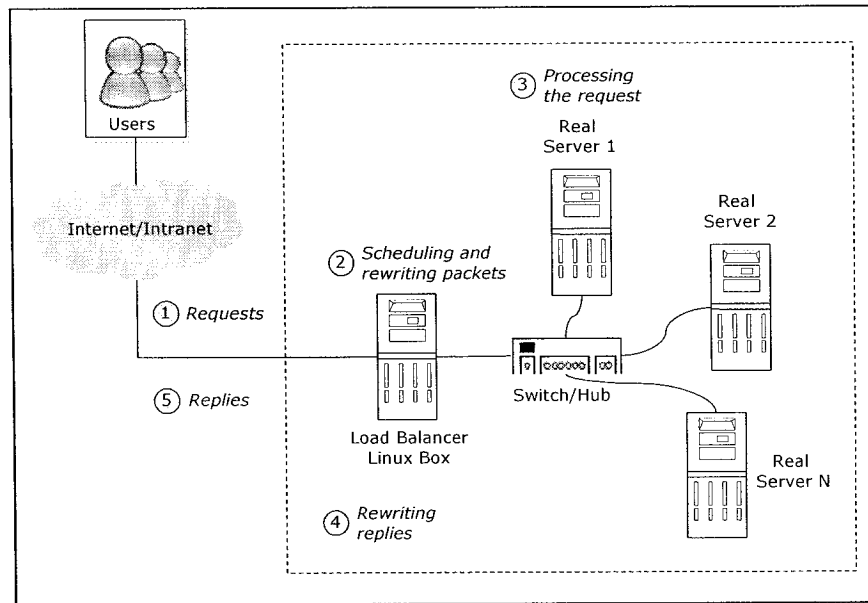 Users
Internet/Intranet
① Requests
⑤ Replies
② Scheduling and
rewriting packets
Load Balancer
Linux Box
④ Rewriting
replies
③ Processing
the request
Real
Server 1
Real
Server 2
Switch/Hub
Real
Server N